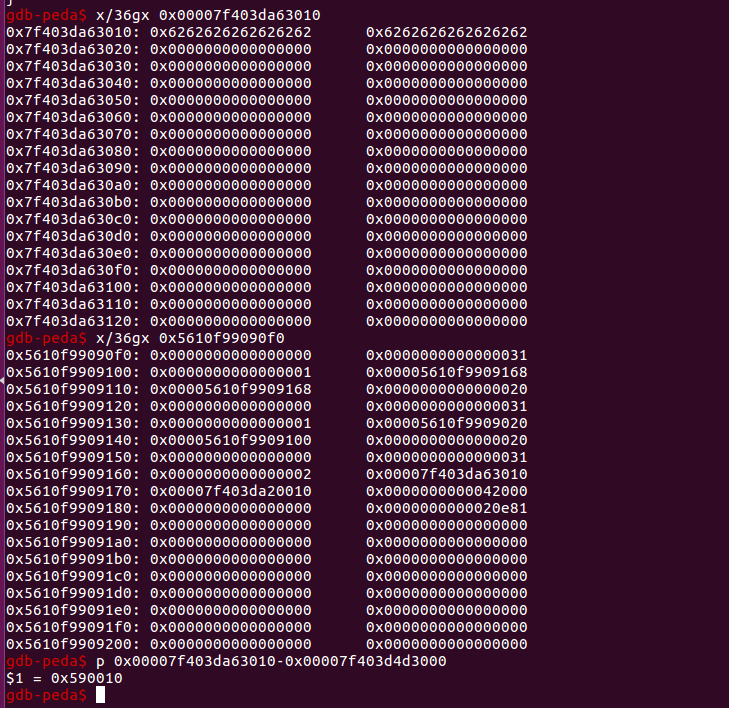 gdb-peda$ x/36gx 0x00007f403da63010
0x7f403da63010: 0x6262626262626262 0x6262626262626262
0x7f403da63020: 0x0000000000000000 0x0000000000000000
0x7f403da63030: 0x0000000000000000 0x0000000000000000
0x7f403da63040: 0x0000000000000000 0x0000000000000000
0x7f403da63050: 0x0000000000000000 0x0000000000000000
0x7f403da63060: 0x0000000000000000 0x0000000000000000
0x7f403da63070: 0x0000000000000000 0x0000000000000000
0x7f403da63080: 0x0000000000000000 0x0000000000000000
0x7f403da63090: 0x0000000000000000 0x0000000000000000
0x7f403da630a0: 0x0000000000000000 0x0000000000000000
0x7f403da630b0: 0x0000000000000000 0x0000000000000000
0x7f403da630c0: 0x0000000000000000 0x0000000000000000
0x7f403da630d0: 0x0000000000000000 0x0000000000000000
0x7f403da630e0: 0x0000000000000000 0x0000000000000000
0x7f403da630f0: 0x0000000000000000 0x0000000000000000
0x7f403da63100: 0x0000000000000000 0x0000000000000000
0x7f403da63110: 0x0000000000000000 0x0000000000000000
0x7f403da63120: 0x0000000000000000 0x0000000000000000
gdb-peda$ x/36gx 0x5610f99090f0
0x5610f99090f0: 0x0000000000000000 0x0000000000000031
0x5610f9909100: 0x0000000000000001 0x00005610f9909168
0x5610f9909110: 0x00005610f9909168 0x0000000000000020
0x5610f9909120: 0x0000000000000000 0x0000000000000031
0x5610f9909130: 0x0000000000000001 0x00005610f9909020
0x5610f9909140: 0x00005610f9909100 0x0000000000000020
0x5610f9909150: 0x0000000000000000 0x0000000000000031
0x5610f9909160: 0x0000000000000002 0x00007f403da63010
0x5610f9909170: 0x00007f403da20010 0x0000000000042000
0x5610f9909180: 0x0000000000000000 0x0000000000020e81
0x5610f9909190: 0x0000000000000000 0x0000000000000000
0x5610f99091a0: 0x0000000000000000 0x0000000000000000
0x5610f99091b0: 0x0000000000000000 0x0000000000000000
0x5610f99091c0: 0x0000000000000000 0x0000000000000000
0x5610f99091d0: 0x0000000000000000 0x0000000000000000
0x5610f99091e0: 0x0000000000000000 0x0000000000000000
0x5610f99091f0: 0x0000000000000000 0x0000000000000000
0x5610f9909200: 0x0000000000000000 0x0000000000000000
gdb-peda$ p 0x00007f403da63010-0x00007f403d4d3000
$1 = 0x590010
gdb-peda$